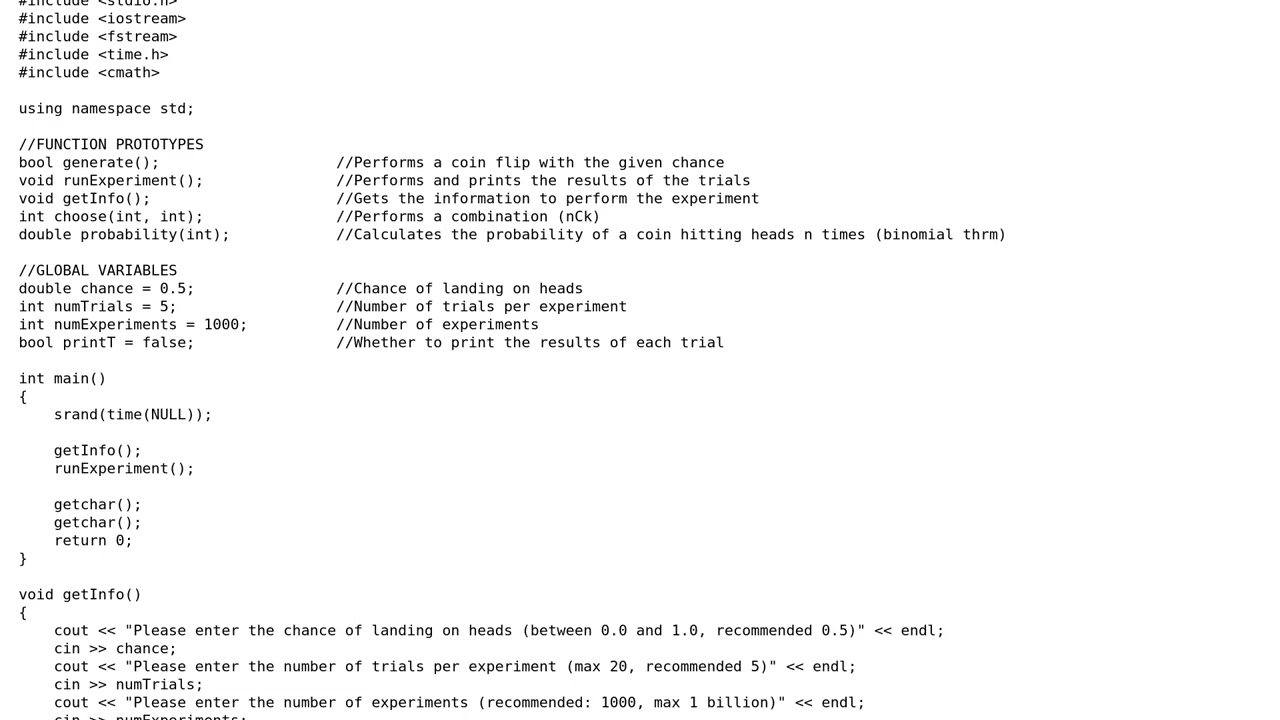 #include <stdio.h>
#include <iostream>
#include <fstream>
#include <time.h>
#include <cmath>

using namespace std;

//FUNCTION PROTOTYPES
bool generate();                    //Performs a coin flip with the given chance
void runExperiment();               //Performs and prints the results of the trials
void getInfo();                     //Gets the information to perform the experiment
int choose(int, int);               //Performs a combination (nCk)
double probability(int);            //Calculates the probability of a coin hitting heads n times (binomial thrm)

//GLOBAL VARIABLES
double chance = 0.5;                //Chance of landing on heads
int numTrials = 5;                  //Number of trials per experiment
int numExperiments = 1000;          //Number of experiments
bool printT = false;                //Whether to print the results of each trial

int main()
{
    srand(time(NULL));

    getInfo();
    runExperiment();

    getchar();
    getchar();
    return 0;
}

void getInfo()
{
    cout << "Please enter the chance of landing on heads (between 0.0 and 1.0, recommended 0.5)" << endl;
    cin >> chance;
    cout << "Please enter the number of trials per experiment (max 20, recommended 5)" << endl;
    cin >> numTrials;
    cout << "Please enter the number of experiments (recommended: 1000, max 1 billion)" << endl;
    cin >> numExperiments;